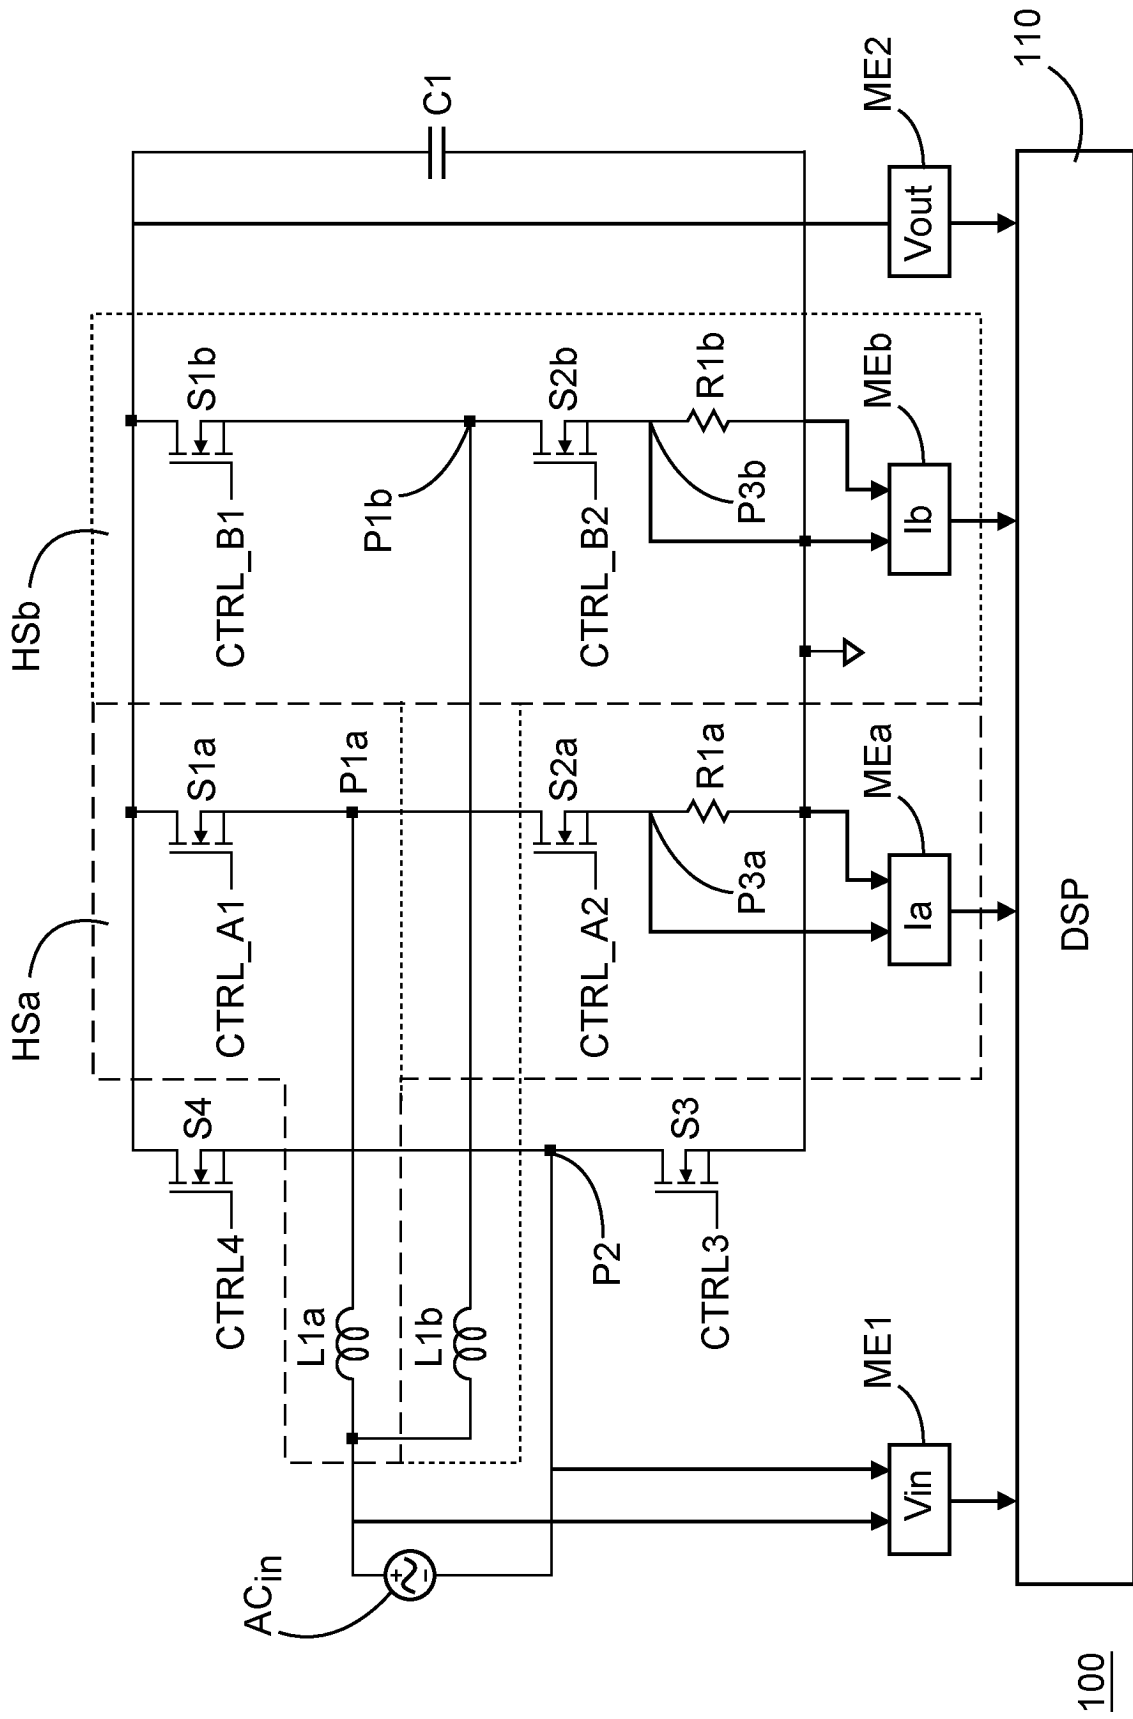 HSa
HSb
S4
S1a
S1b
C1
CTRL4
CTRL_A1
CTRL_B1
ACin
L1a
P1a
P1b
L1b
S2a
S2b
P2
CTRL_A2
CTRL_B2
S3
R1a
R1b
CTRL3
P3a
P3b
ME1
MEa
MEb
ME2
Vin
Ia
Ib
Vout
DSP
110
100
+
−